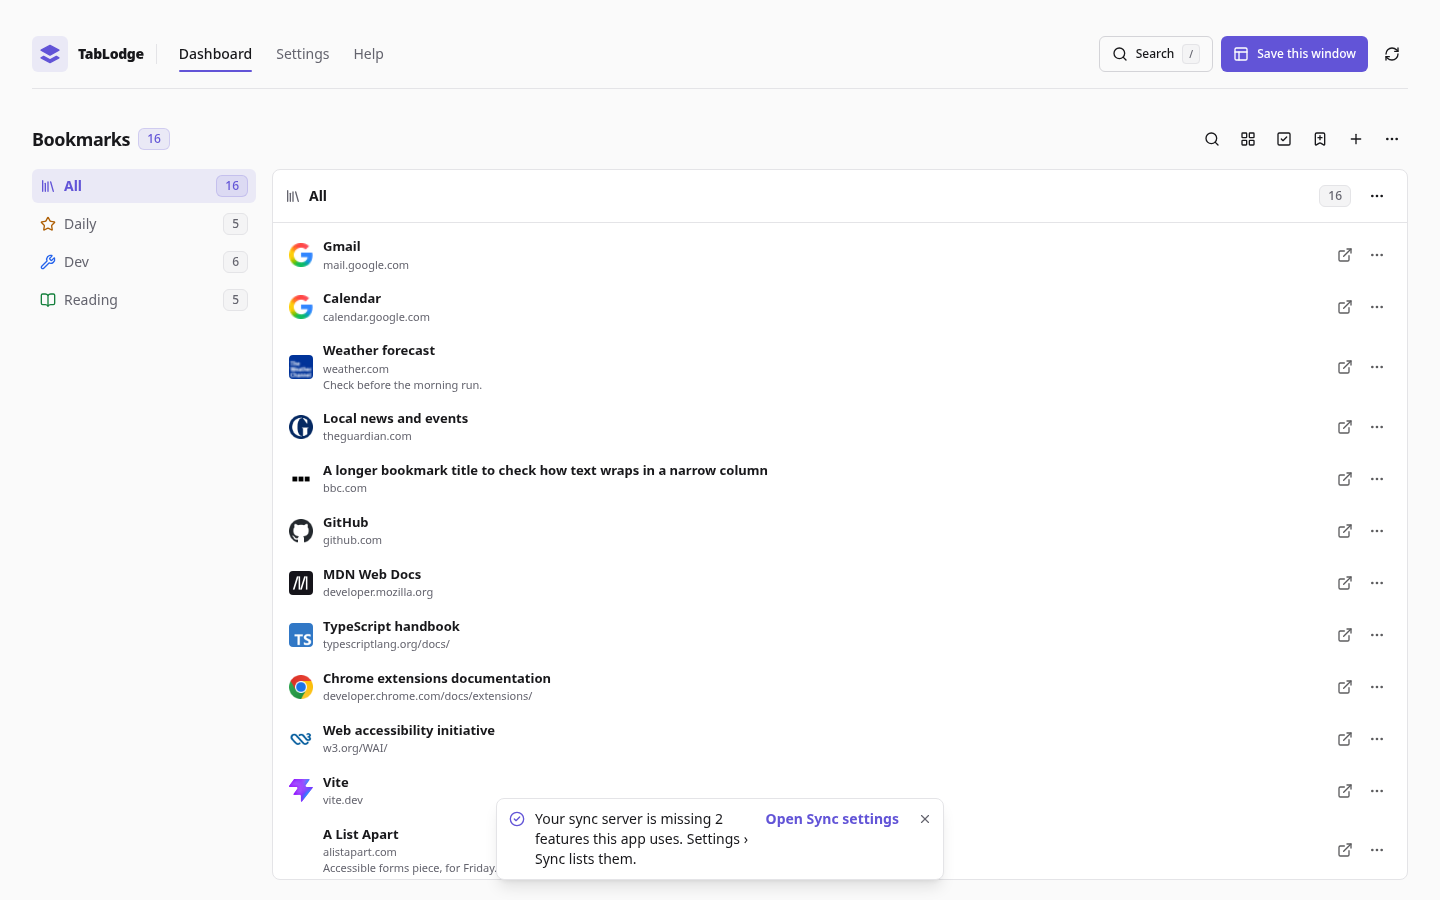 TabLodge
Dashboard
Settings
Help
Search /
Save this window
Bookmarks 16
All 16
Daily 5
Dev 6
Reading 5
All 16
Gmail
mail.google.com
Calendar
calendar.google.com
The Weather Channel
Weather forecast
weather.com
Check before the morning run.
Local news and events
theguardian.com
A longer bookmark title to check how text wraps in a narrow column
bbc.com
GitHub
github.com
MDN Web Docs
developer.mozilla.org
TS
TypeScript handbook
typescriptlang.org/docs/
Chrome extensions documentation
developer.chrome.com/docs/extensions/
Web accessibility initiative
w3.org/WAI/
Vite
vite.dev
A List Apart
alistapart.com
Accessible forms piece, for Friday.
Your sync server is missing 2
features this app uses. Settings ›
Sync lists them.
Open Sync settings